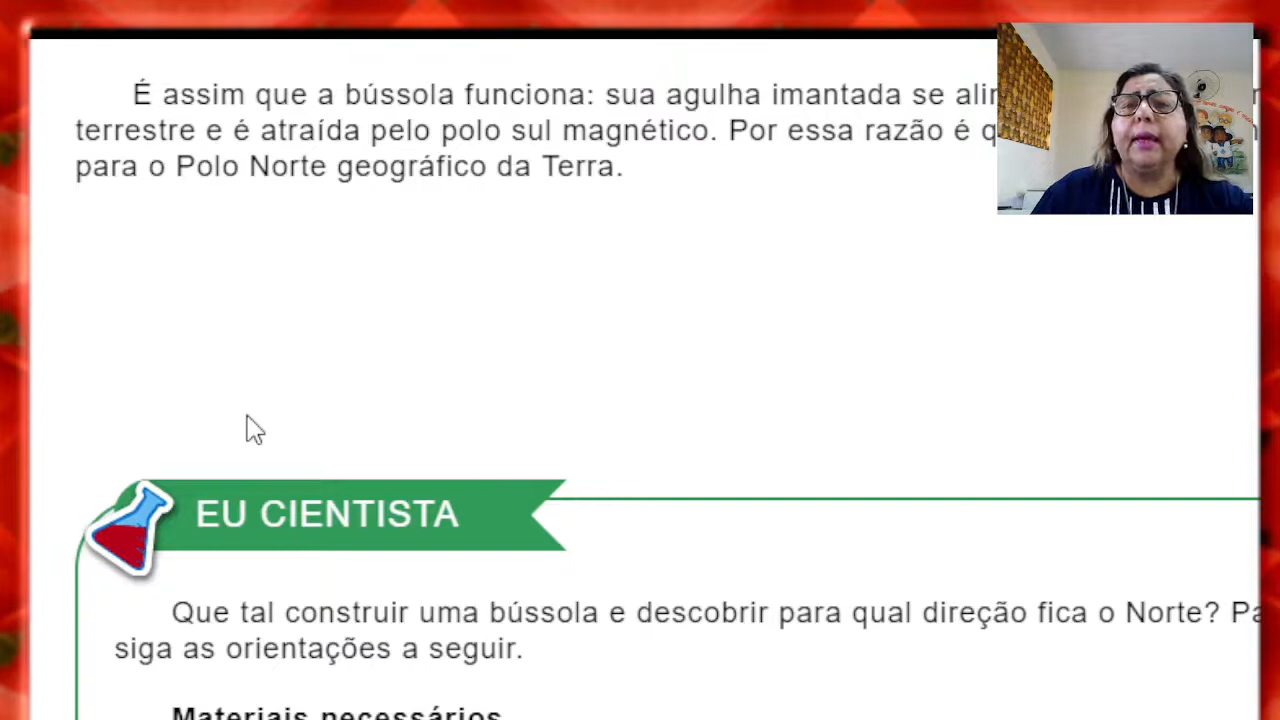 É assim que a bússola funciona: sua agulha imantada se
terrestre e é atraída pelo polo sul magnético. Por essa razão é
para o Polo Norte geográfico da Terra.
EU CIENTISTA
Que tal construir uma bússola e descobrir para qual direção fica o Norte?
siga as orientações a seguir.
Materiais necessários